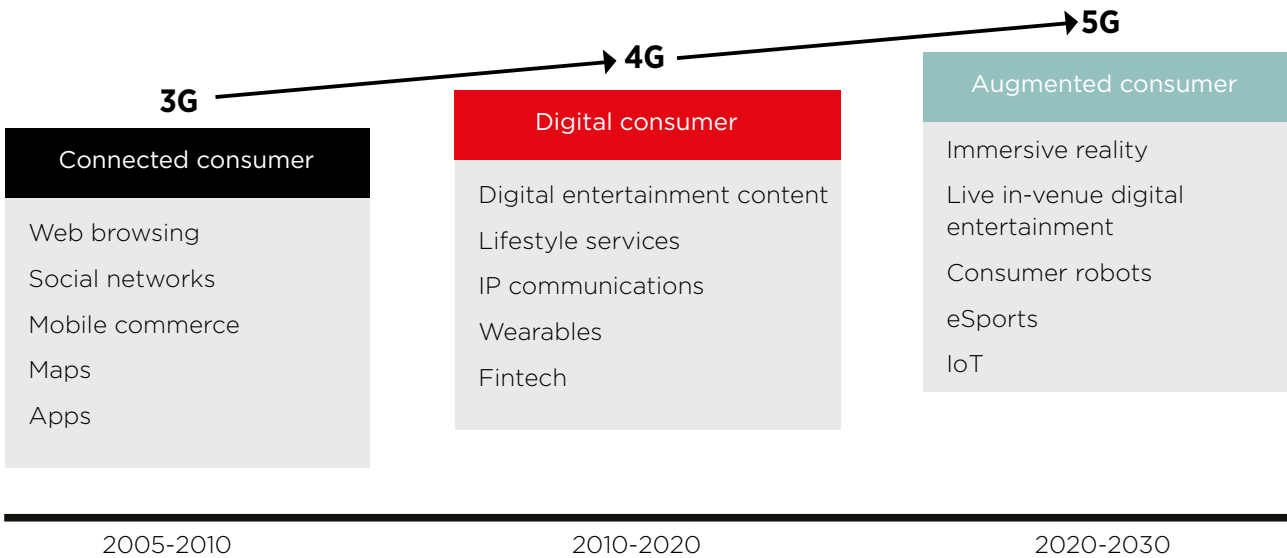 3G
Connected consumer
Web browsing
Social networks
Mobile commerce
Maps
Apps
2005-2010
4G
Digital consumer
Digital entertainment content
Lifestyle services
IP communications
Wearables
Fintech
2010-2020
5G
Augmented consumer
Immersive reality
Live in-venue digital
entertainment
Consumer robots
eSports
IoT
2020-2030